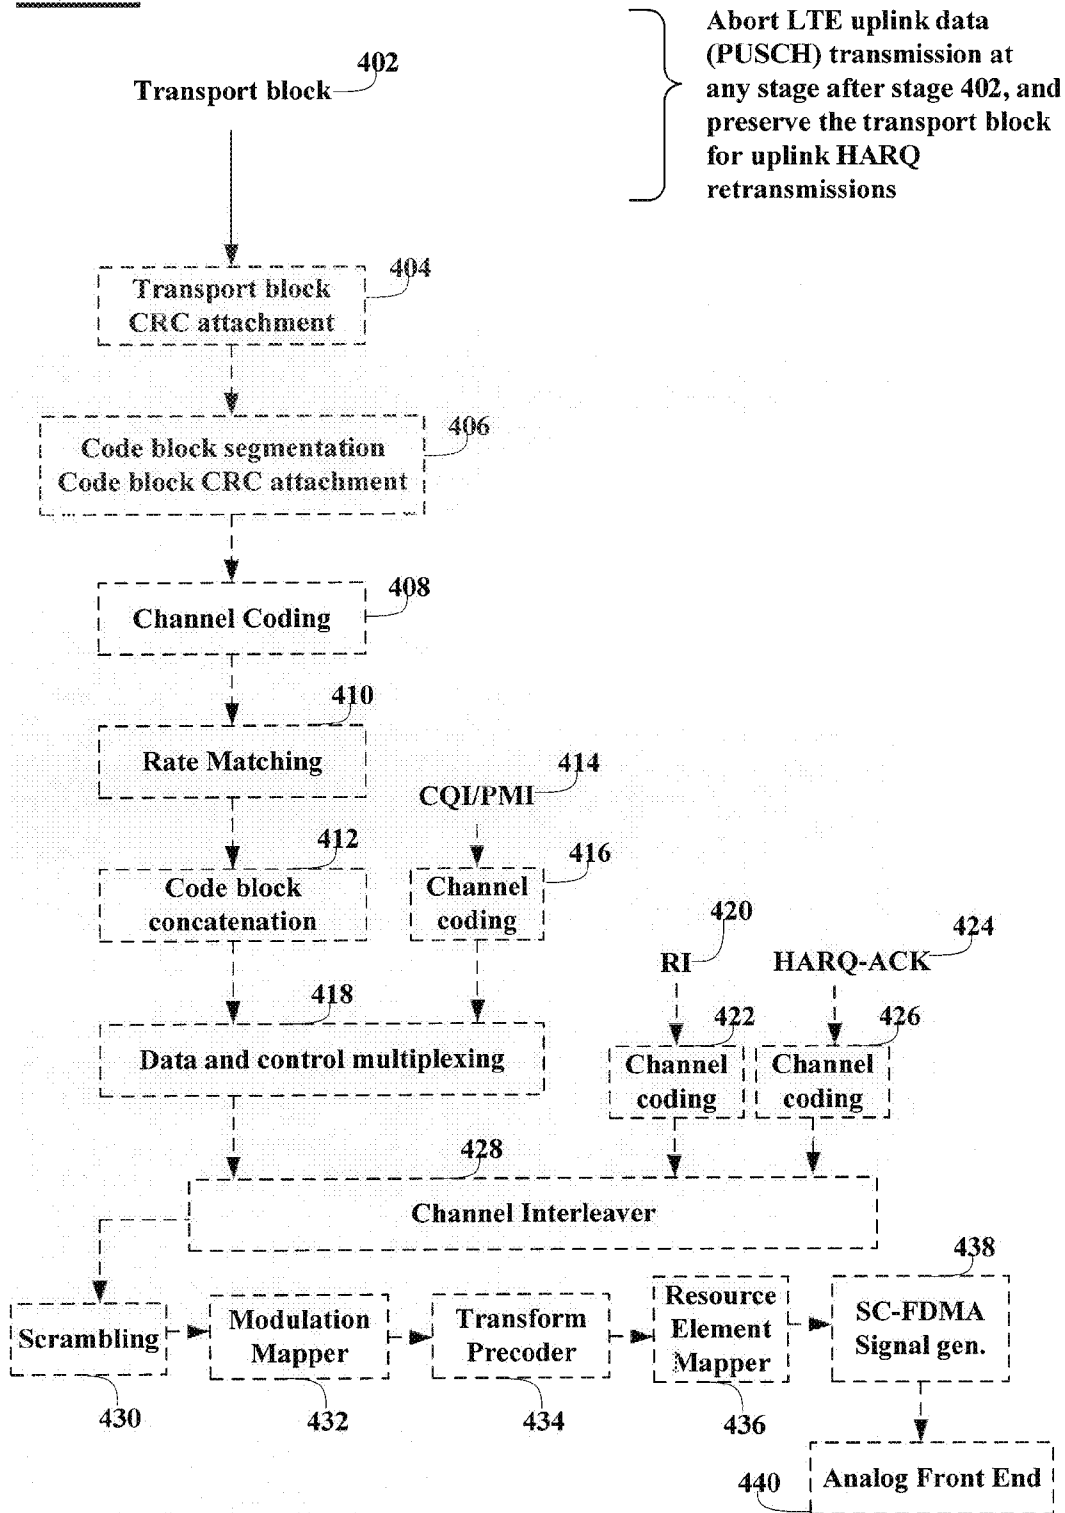 402
Transport block
Abort LTE uplink data
(PUSCH) transmission at
any stage after stage 402, and
preserve the transport block
for uplink HARQ
retransmissions
404
Transport block
CRC attachment
406
Code block segmentation
Code block CRC attachment
408
Channel Coding
410
Rate Matching
414
CQI/PMI
412
Code block
concatenation
416
Channel
coding
420
RI
424
HARQ-ACK
418
Data and control multiplexing
422
Channel
coding
426
Channel
coding
428
Channel Interleaver
438
Scrambling
Modulation
Mapper
Transform
Precoder
Resource
Element
Mapper
SC-FDMA
Signal gen.
430
432
434
436
440
Analog Front End